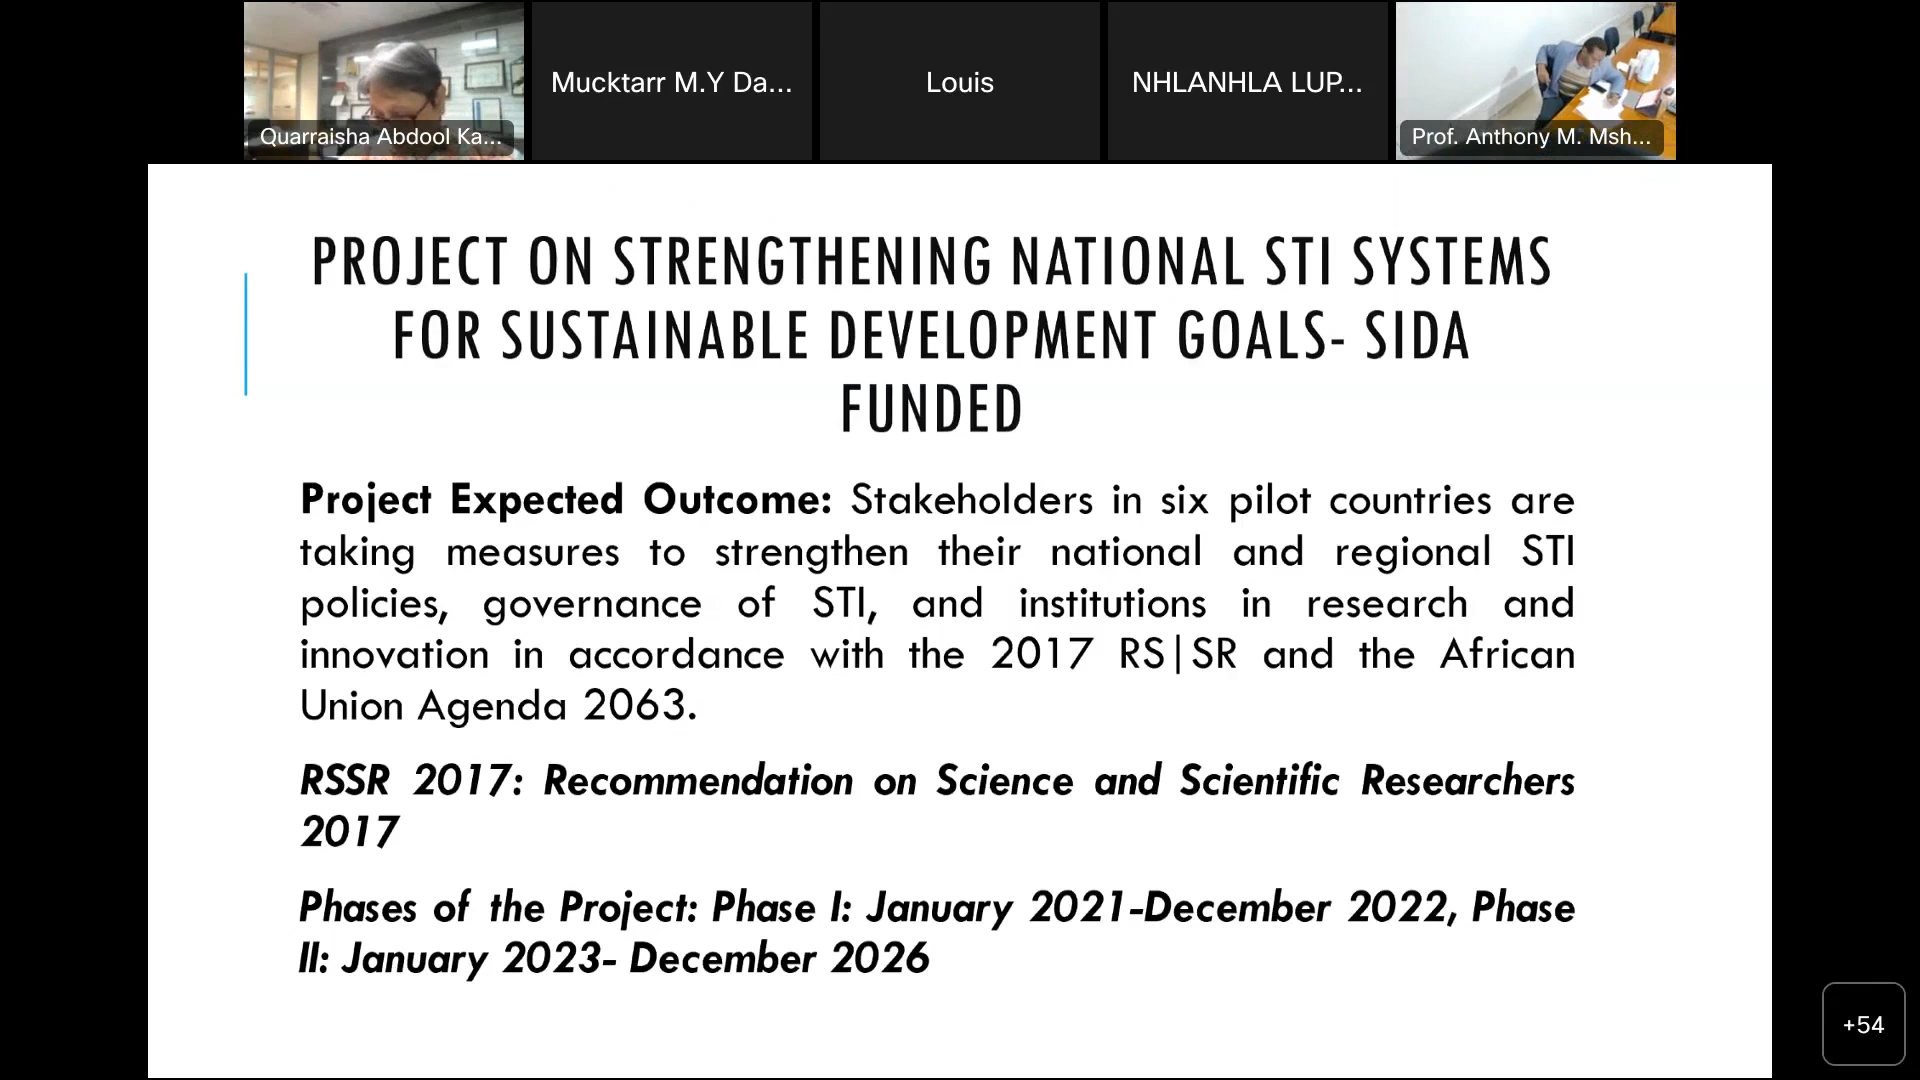 Quarraisha Abdool Ka...
Mucktarr M.Y Da...
Louis
NHLANHLA LUP...
Prof. Anthony M. Msh...
PROJECT ON STRENGTHENING NATIONAL STI SYSTEMS
FOR SUSTAINABLE DEVELOPMENT GOALS- SIDA
FUNDED
Project Expected Outcome: Stakeholders in six pilot countries are
taking measures to strengthen their national and regional STI
policies, governance of STI, and institutions in research and
innovation in accordance with the 2017 RS|SR and the African
Union Agenda 2063.
RSSR 2017: Recommendation on Science and Scientific Researchers
2017
Phases of the Project: Phase I: January 2021-December 2022, Phase
II: January 2023- December 2026
+54